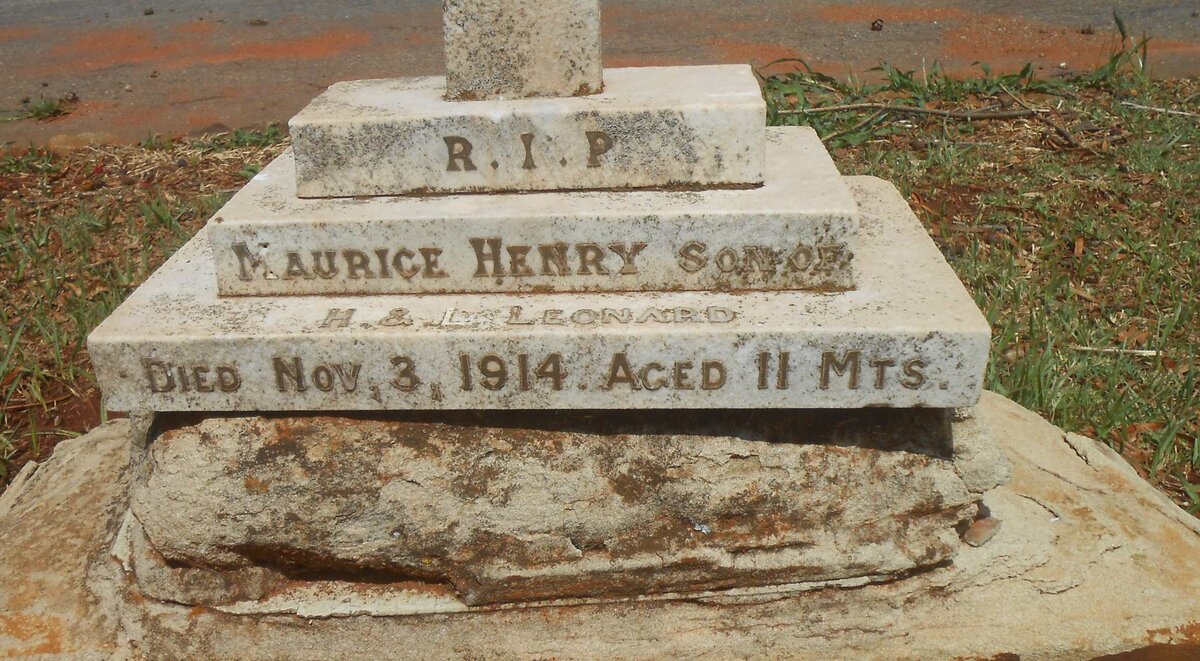 R.I.P
MAURICE HENRY SON OF
H. & L. LEONARD
DIED NOV. 3, 1914. AGED 11 MTS.